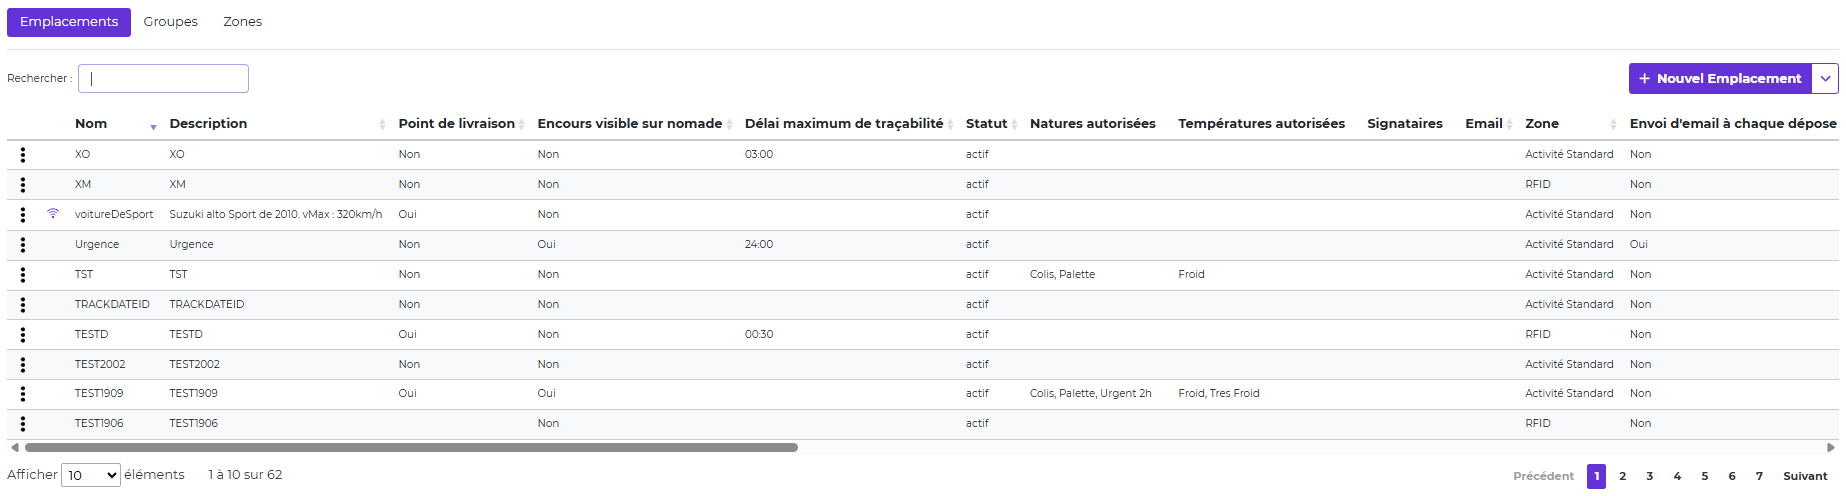 Emplacements Groupes Zones
Rechercher :
+ Nouvel Emplacement
Nom Description Point de livraison Encours visible sur nomade Délai maximum de traçabilité Statut Natures autorisées Températures autorisées Signataires Email Zone Envoi d'email à chaque dépose
XO XO Non Non 03:00 actif Activité Standard Non
XM XM Non Non actif RFID Non
voitureDeSport Suzuki alto Sport de 2010. vMax : 320km/h Oui Non actif Activité Standard Non
Urgence Urgence Non Oui 24:00 actif Activité Standard Oui
TST TST Non Non actif Colis, Palette Froid Activité Standard Non
TRACKDATEID TRACKDATEID Non Non actif Activité Standard Non
TESTD TESTD Oui Non 00:30 actif RFID Non
TEST2002 TEST2002 Non Non actif Activité Standard Non
TEST1909 TEST1909 Oui Oui actif Colis, Palette, Urgent 2h Froid, Tres Froid Activité Standard Non
TEST1906 TEST1906 Non actif RFID Non
Afficher 10 éléments 1 à 10 sur 62 Précédent 1 2 3 4 5 6 7 Suivant